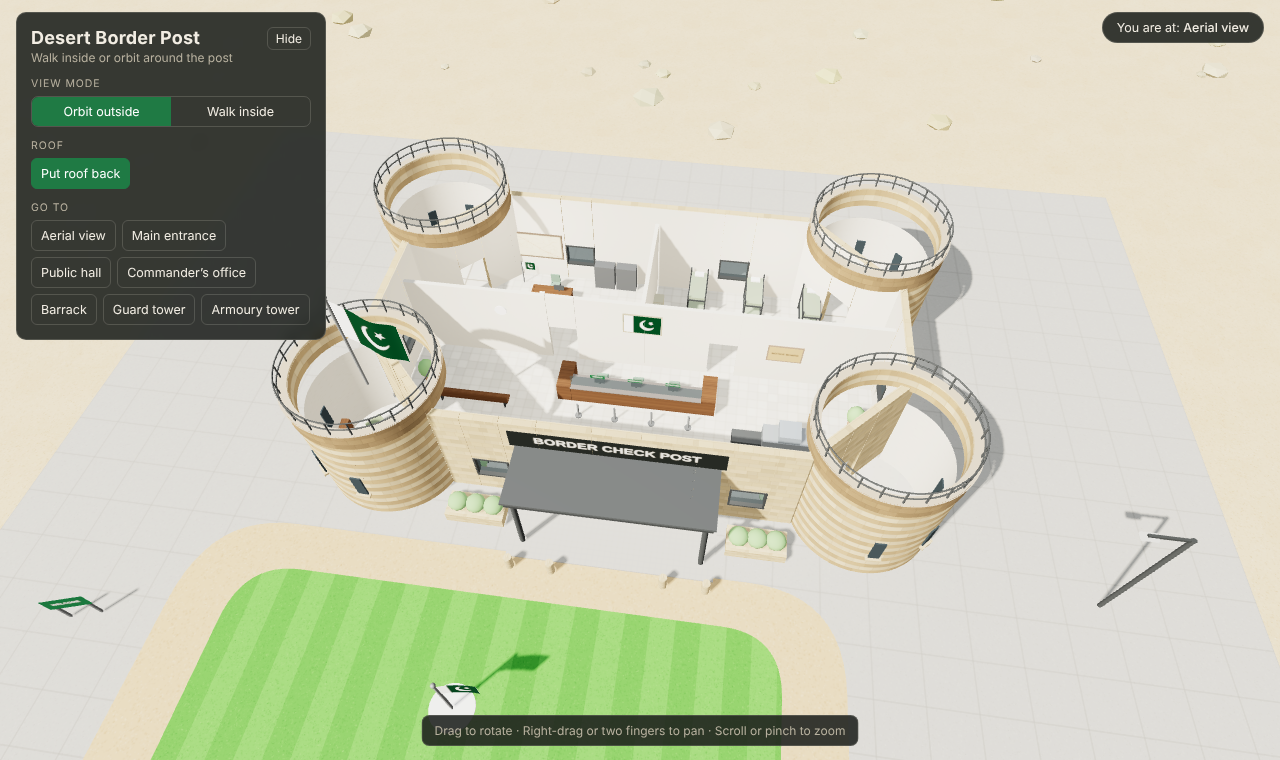 Desert Border Post
Hide
Walk inside or orbit around the post
VIEW MODE
Orbit outside
Walk inside
ROOF
Put roof back
GO TO
Aerial view
Main entrance
Public hall
Commander's office
Barrack
Guard tower
Armoury tower
You are at: Aerial view
BORDER CHECK POST
Drag to rotate · Right-drag or two fingers to pan · Scroll or pinch to zoom